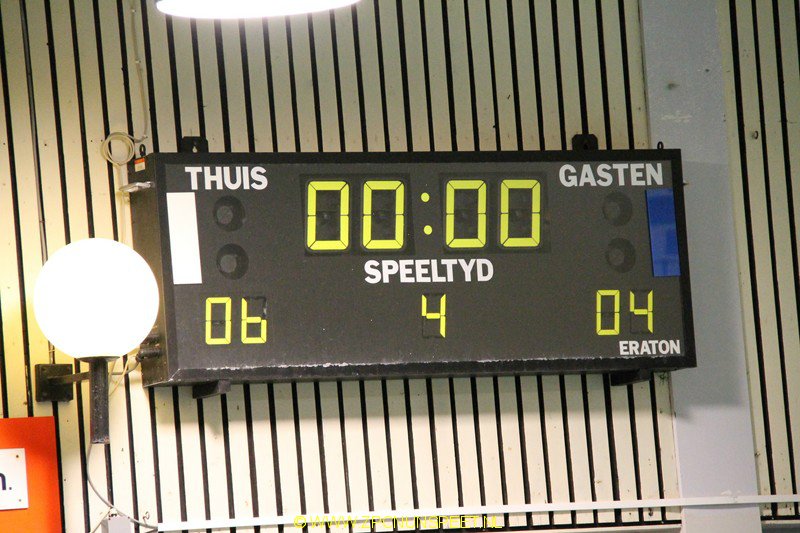 THUIS GASTEN
00:00
SPEELTYD
06 4 04
ERATON